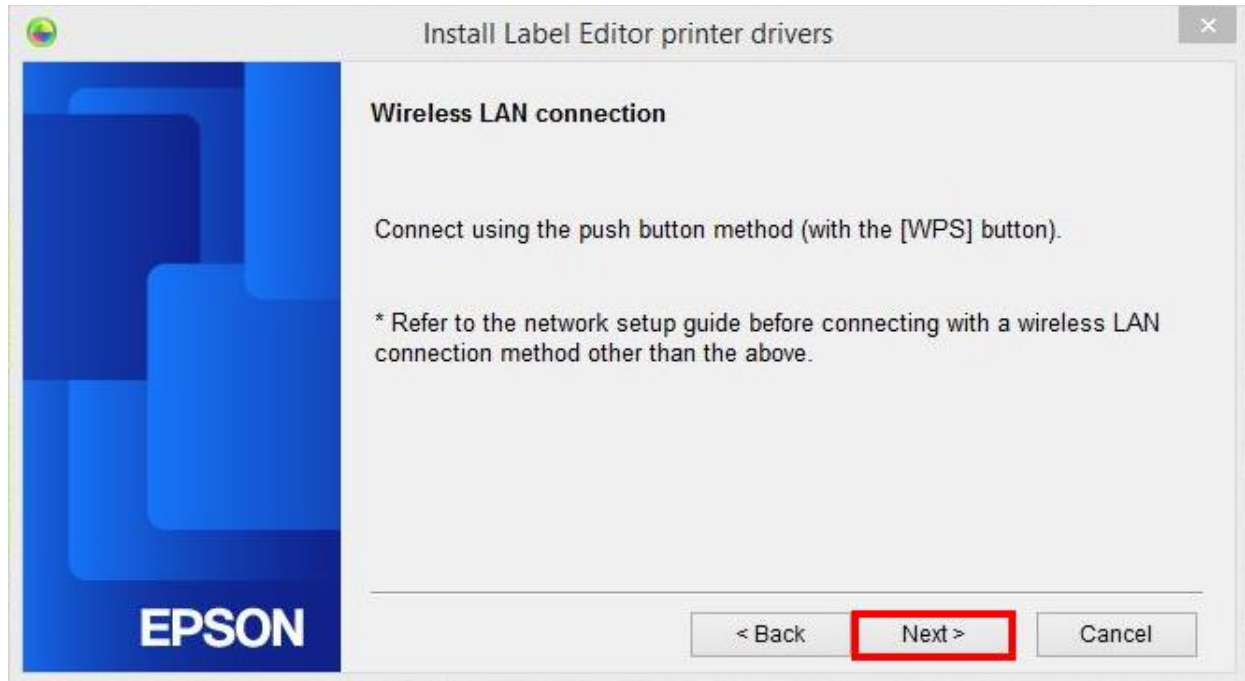 Install Label Editor printer drivers
Wireless LAN connection
Connect using the push button method (with the [WPS] button).
* Refer to the network setup guide before connecting with a wireless LAN
connection method other than the above.
EPSON
< Back Next > Cancel